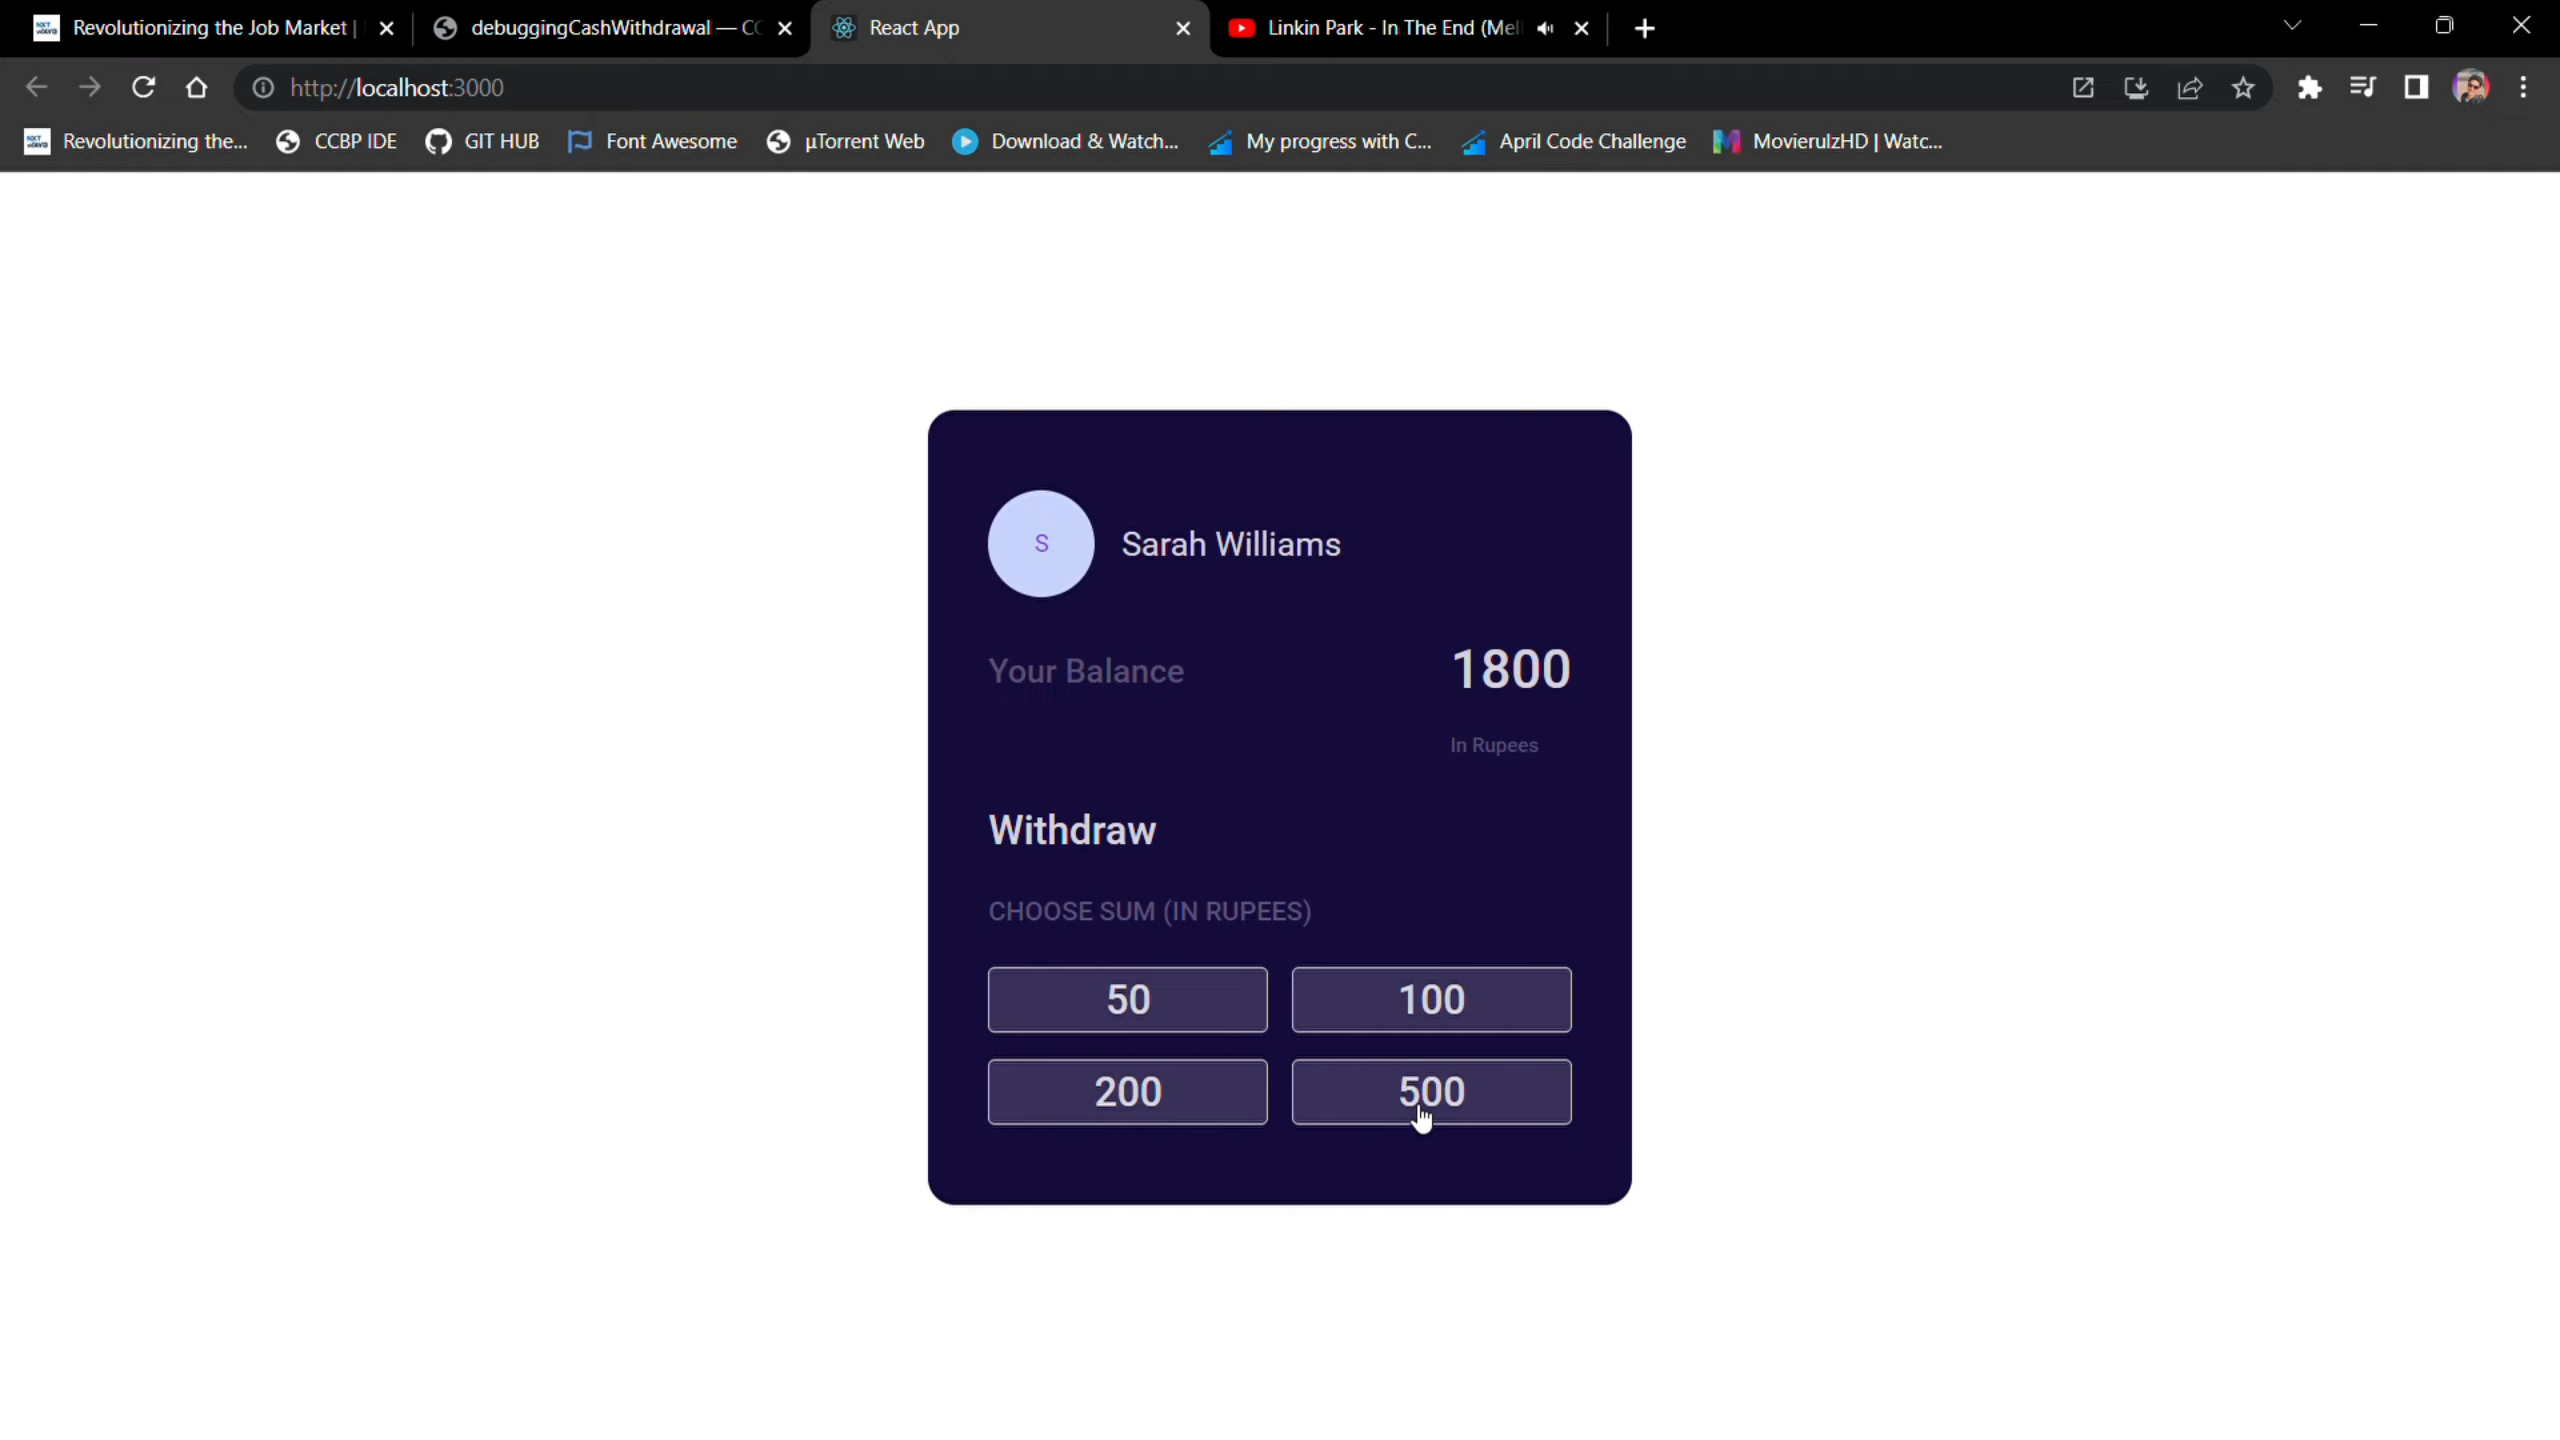 Revolutionizing the Job Market |
debuggingCashWithdrawal — CC
React App
Linkin Park - In The End (Mel
http://localhost:3000
Revolutionizing the...
CCBP IDE
GIT HUB
Font Awesome
µTorrent Web
Download & Watch...
My progress with C...
April Code Challenge
MovierulzHD | Watc...
S
Sarah Williams
Your Balance
1800
In Rupees
Withdraw
CHOOSE SUM (IN RUPEES)
50
100
200
500